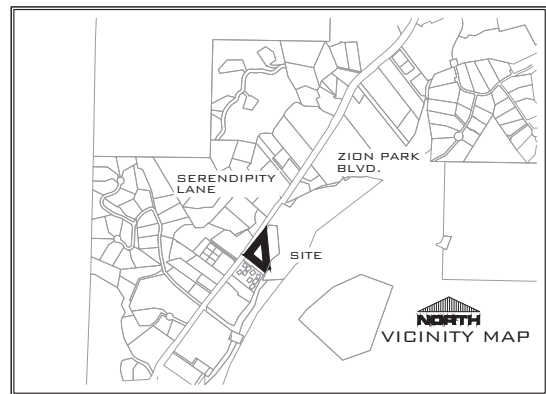 SERENDIPITY
LANE
ZION PARK
BLVD.
SITE
NORTH
VICINITY MAP